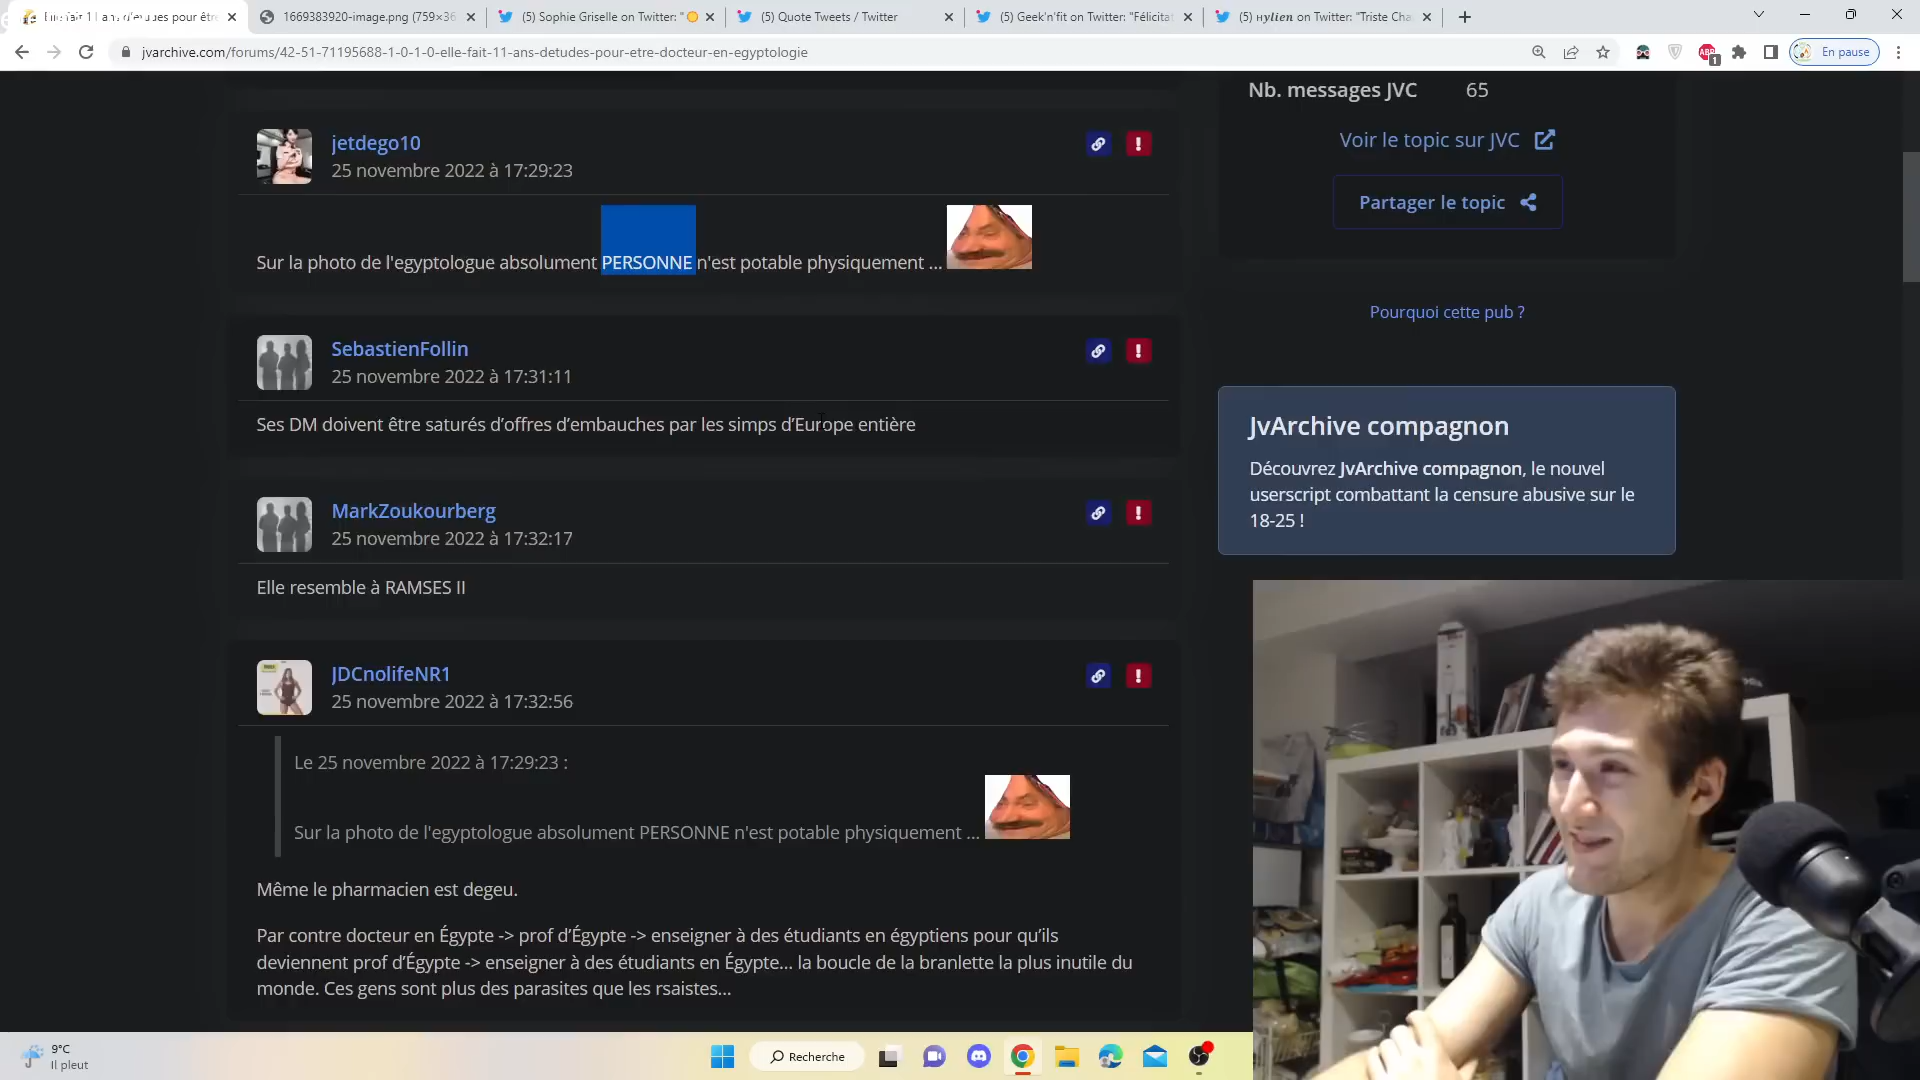 1669383920-image.png (759×36
(5) Sophie Griselle on Twitter: "
(5) Quote Tweets / Twitter
(5) Geek'n'fit on Twitter: "Félicita
(5) нylien on Twitter: "Triste Cha
jvarchive.com/forums/42-51-71195688-1-0-1-0-elle-fait-11-ans-detudes-pour-etre-docteur-en-egyptologie
ABP
1
En pause
Nb. messages JVC 65
Voir le topic sur JVC
Partager le topic
Pourquoi cette pub ?
JvArchive compagnon
Découvrez JvArchive compagnon, le nouvel
userscript combattant la censure abusive sur le
18-25 !
jetdego10
25 novembre 2022 à 17:29:23
Sur la photo de l'egyptologue absolument PERSONNE n'est potable physiquement ...
SebastienFollin
25 novembre 2022 à 17:31:11
Ses DM doivent être saturés d’offres d’embauches par les simps d’Europe entière
MarkZoukourberg
25 novembre 2022 à 17:32:17
Elle resemble à RAMSES II
JDCnolifeNR1
25 novembre 2022 à 17:32:56
Le 25 novembre 2022 à 17:29:23 :
Sur la photo de l'egyptologue absolument PERSONNE n'est potable physiquement ...
Même le pharmacien est degeu.
Par contre docteur en Égypte -> prof d’Égypte -> enseigner à des étudiants en égyptiens pour qu’ils
deviennent prof d’Égypte -> enseigner à des étudiants en Égypte... la boucle de la branlette la plus inutile du
monde. Ces gens sont plus des parasites que les rsaistes...
9°C
Il pleut
Recherche